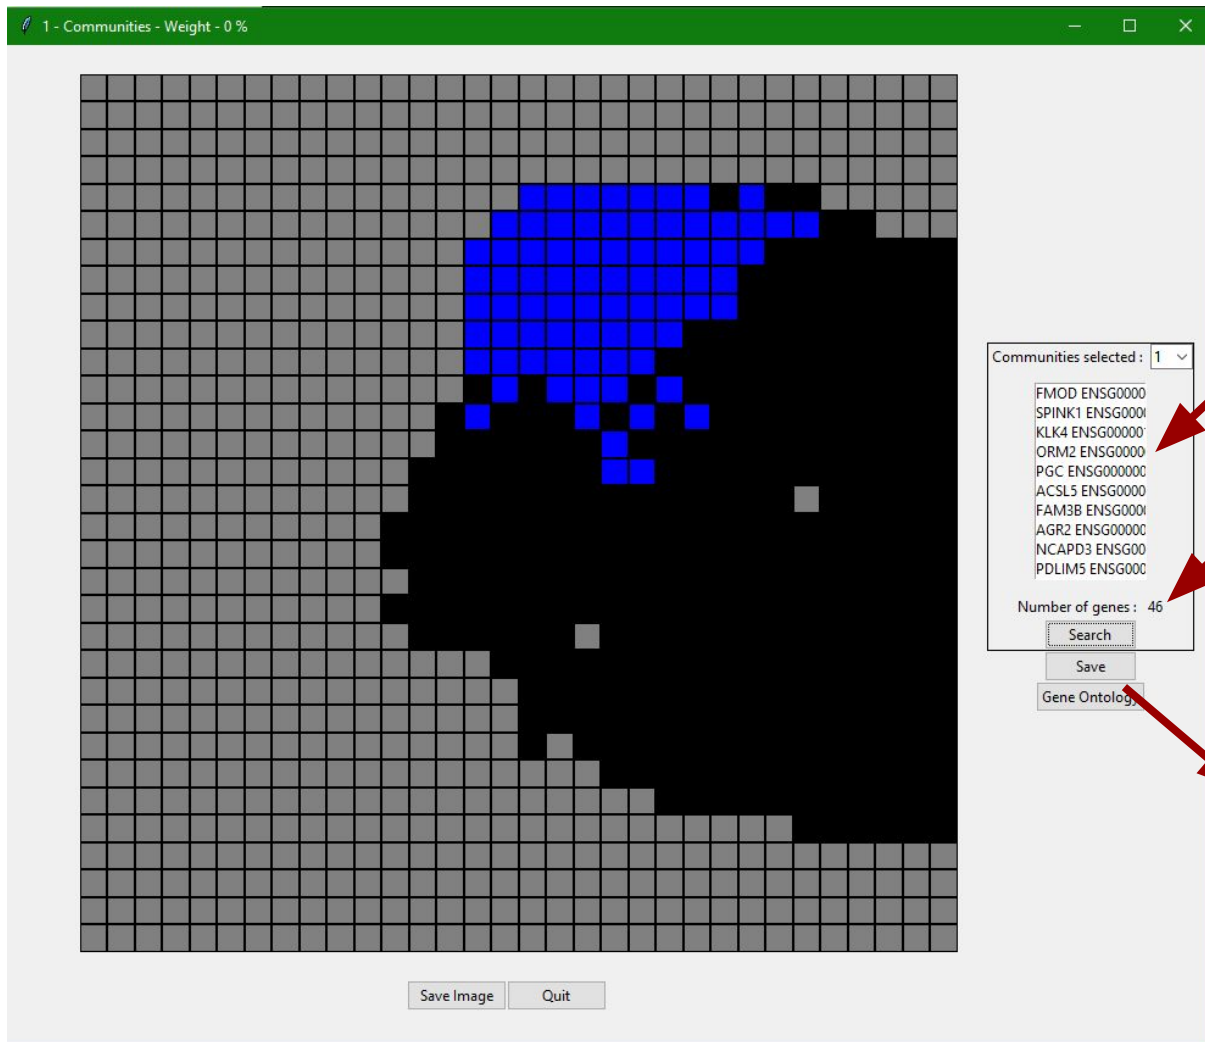 1 - Communities - Weight - 0 %
Communities selected : 1
FMOD ENSG0000
SPINK1 ENSG000
KLK4 ENSG00000
ORM2 ENSG0000
PGC ENSG000000
ACSL5 ENSG0000
FAM3B ENSG000
AGR2 ENSG00000
NCAPD3 ENSG00
PDLIM5 ENSG000
Number of genes : 46
Search
Save
Gene Ontology
Save Image Quit